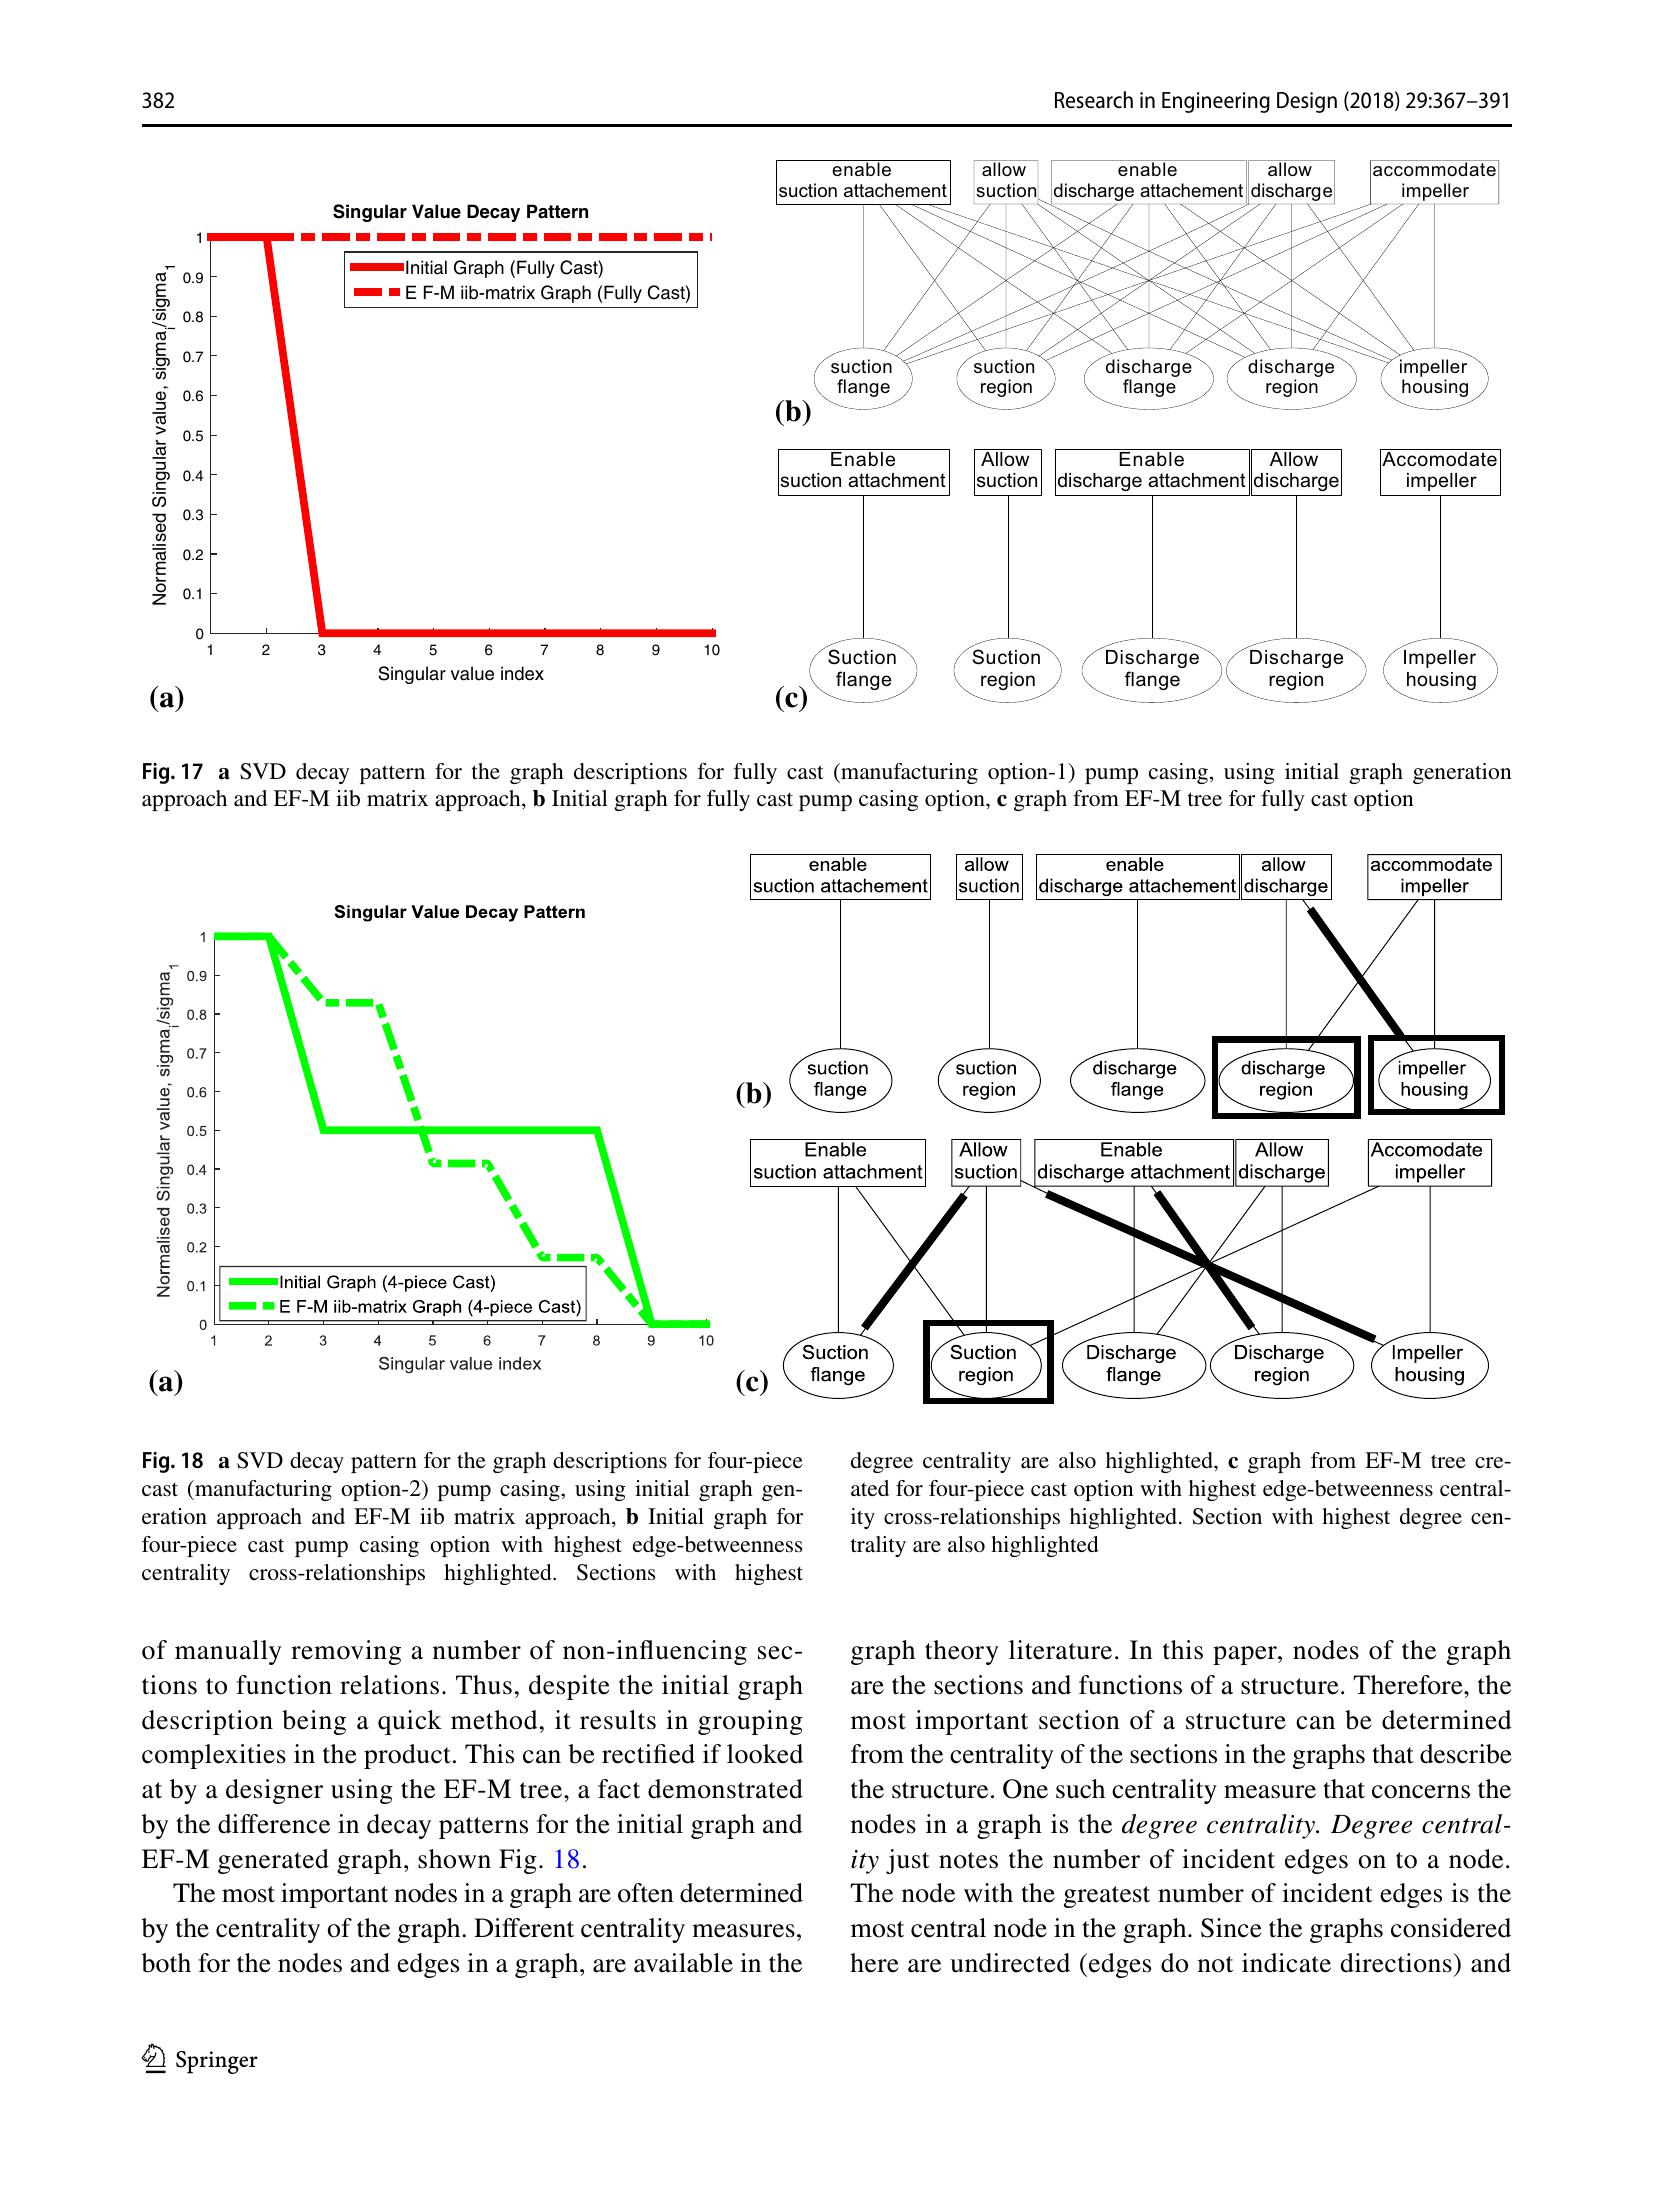 382
Research in Engineering Design (2018) 29:367–391
Singular Value Decay Pattern
Normalised Singular value, sigma_i/sigma_1
1
0.9
0.8
0.7
0.6
0.5
0.4
0.3
0.2
0.1
0
Initial Graph (Fully Cast)
E F-M iib-matrix Graph (Fully Cast)
1 2 3 4 5 6 7 8 9 10
Singular value index
(a)
enable
suction attachement
allow
suction
enable
discharge attachement
allow
discharge
accommodate
impeller
suction
flange
suction
region
discharge
flange
discharge
region
impeller
housing
(b)
Enable
suction attachment
Allow
suction
Enable
discharge attachment
Allow
discharge
Accomodate
impeller
Suction
flange
Suction
region
Discharge
flange
Discharge
region
Impeller
housing
(c)
Fig. 17 a SVD decay pattern for the graph descriptions for fully cast (manufacturing option-1) pump casing, using initial graph generation
approach and EF-M iib matrix approach, b Initial graph for fully cast pump casing option, c graph from EF-M tree for fully cast option
Singular Value Decay Pattern
Normalised Singular value, sigma_i/sigma_1
1
0.9
0.8
0.7
0.6
0.5
0.4
0.3
0.2
0.1
0
Initial Graph (4-piece Cast)
E F-M iib-matrix Graph (4-piece Cast)
1 2 3 4 5 6 7 8 9 10
Singular value index
(a)
enable
suction attachement
allow
suction
enable
discharge attachement
allow
discharge
accommodate
impeller
suction
flange
suction
region
discharge
flange
discharge
region
impeller
housing
(b)
Enable
suction attachment
Allow
suction
Enable
discharge attachment
Allow
discharge
Accomodate
impeller
Suction
flange
Suction
region
Discharge
flange
Discharge
region
Impeller
housing
(c)
Fig. 18 a SVD decay pattern for the graph descriptions for four-piece
cast (manufacturing option-2) pump casing, using initial graph gen-
eration approach and EF-M iib matrix approach, b Initial graph for
four-piece cast pump casing option with highest edge-betweenness
centrality cross-relationships highlighted. Sections with highest
degree centrality are also highlighted, c graph from EF-M tree cre-
ated for four-piece cast option with highest edge-betweenness central-
ity cross-relationships highlighted. Section with highest degree cen-
trality are also highlighted
of manually removing a number of non-influencing sec-
tions to function relations. Thus, despite the initial graph
description being a quick method, it results in grouping
complexities in the product. This can be rectified if looked
at by a designer using the EF-M tree, a fact demonstrated
by the difference in decay patterns for the initial graph and
EF-M generated graph, shown Fig. 18.
The most important nodes in a graph are often determined
by the centrality of the graph. Different centrality measures,
both for the nodes and edges in a graph, are available in the
graph theory literature. In this paper, nodes of the graph
are the sections and functions of a structure. Therefore, the
most important section of a structure can be determined
from the centrality of the sections in the graphs that describe
the structure. One such centrality measure that concerns the
nodes in a graph is the degree centrality. Degree central-
ity just notes the number of incident edges on to a node.
The node with the greatest number of incident edges is the
most central node in the graph. Since the graphs considered
here are undirected (edges do not indicate directions) and
Springer